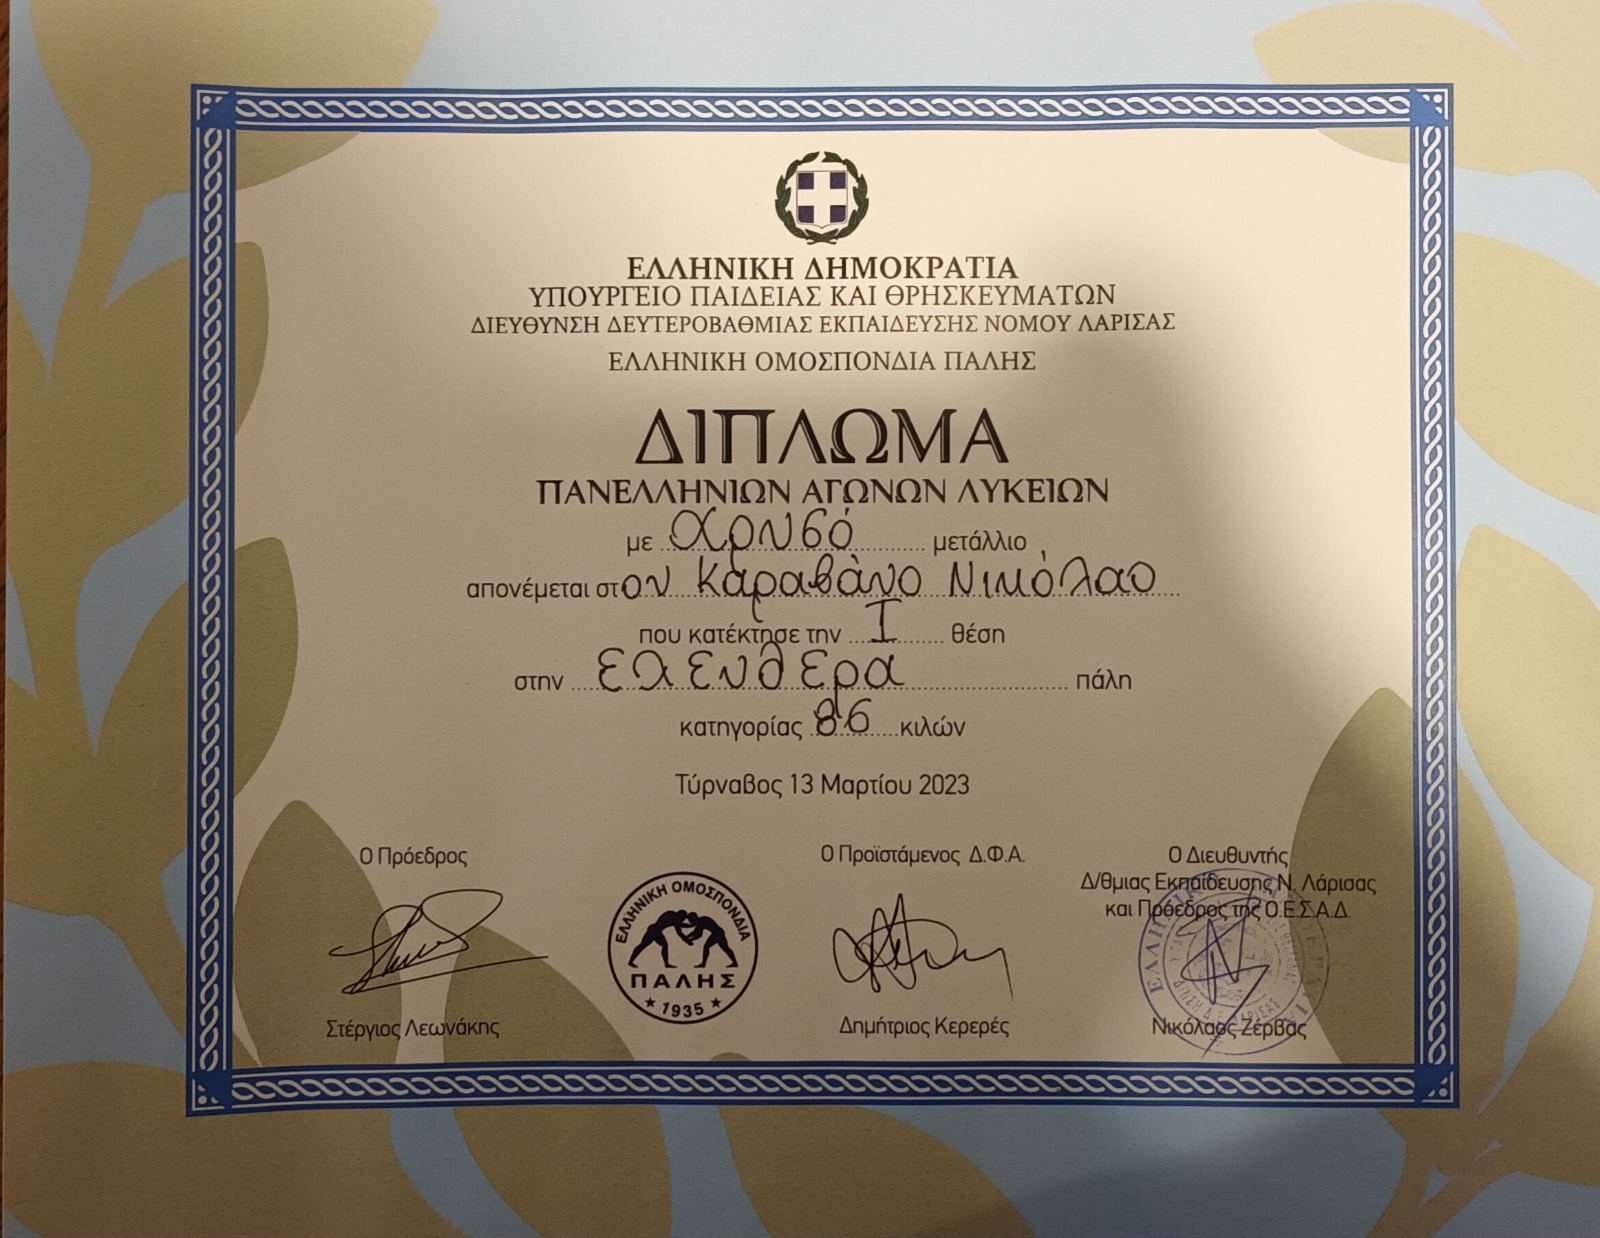 ΕΛΛΗΝΙΚΗ ΔΗΜΟΚΡΑΤΙΑ
ΥΠΟΥΡΓΕΙΟ ΠΑΙΔΕΙΑΣ ΚΑΙ ΘΡΗΣΚΕΥΜΑΤΩΝ
ΔΙΕΥΘΥΝΣΗ ΔΕΥΤΕΡΟΒΑΘΜΙΑΣ ΕΚΠΑΙΔΕΥΣΗΣ ΝΟΜΟΥ ΛΑΡΙΣΑΣ
ΕΛΛΗΝΙΚΗ ΟΜΟΣΠΟΝΔΙΑ ΠΑΛΗΣ
ΔΙΠΛΩΜΑ
ΠΑΝΕΛΛΗΝΙΩΝ ΑΓΩΝΩΝ ΛΥΚΕΙΩΝ
με χρυσό μετάλλιο
απονέμεται στον Καραβάνο Νικόλαο
που κατέκτησε την Ι θέση
στην ελευθερα πάλη
κατηγορίας 86 κιλών
Τύρναβος 13 Μαρτίου 2023
Ο Πρόεδρος
Στέργιος Λεωνάκης
ΕΛΛΗΝΙΚΗ ΟΜΟΣΠΟΝΔΙΑ
ΠΑΛΗΣ
1935
Ο Προϊστάμενος Δ.Φ.Α.
Δημήτριος Κερερές
Ο Διευθυντής
Δ/θμιας Εκπαίδευσης Ν. Λάρισας
και Πρόεδρος της Ο.Ε.Σ.Α.Δ.
Νικόλαος Ζέρβας